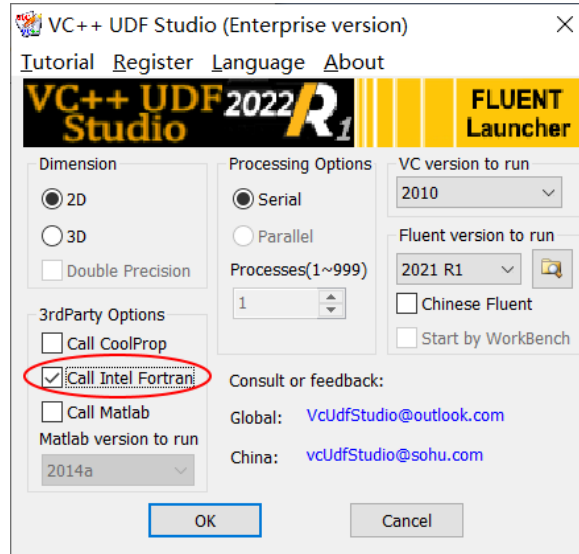 VC++ UDF Studio (Enterprise version)
Tutorial Register Language About
VC++ UDF Studio 2022 R1 FLUENT Launcher
Dimension
2D
3D
Double Precision
3rdParty Options
Call CoolProp
Call Intel Fortran
Call Matlab
Matlab version to run
2014a
Processing Options
Serial
Parallel
Processes(1~999)
1
VC version to run
2010
Fluent version to run
2021 R1
Chinese Fluent
Start by WorkBench
Consult or feedback:
Global: VcUdfStudio@outlook.com
China: vcUdfStudio@sohu.com
OK Cancel